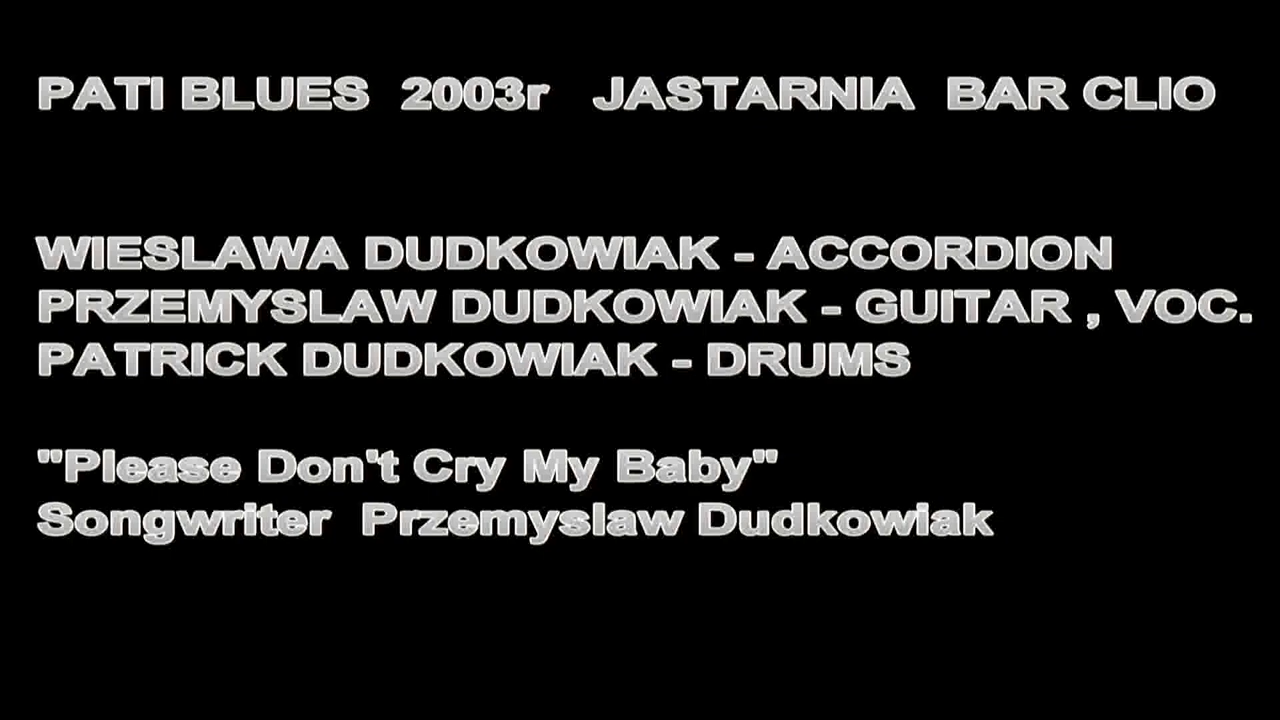 PATI BLUES 2003r JASTARNIA BAR CLIO
WIESLAWA DUDKOWIAK - ACCORDION
PRZEMYSLAW DUDKOWIAK - GUITAR , VOC.
PATRICK DUDKOWIAK - DRUMS
"Please Don't Cry My Baby"
Songwriter Przemyslaw Dudkowiak